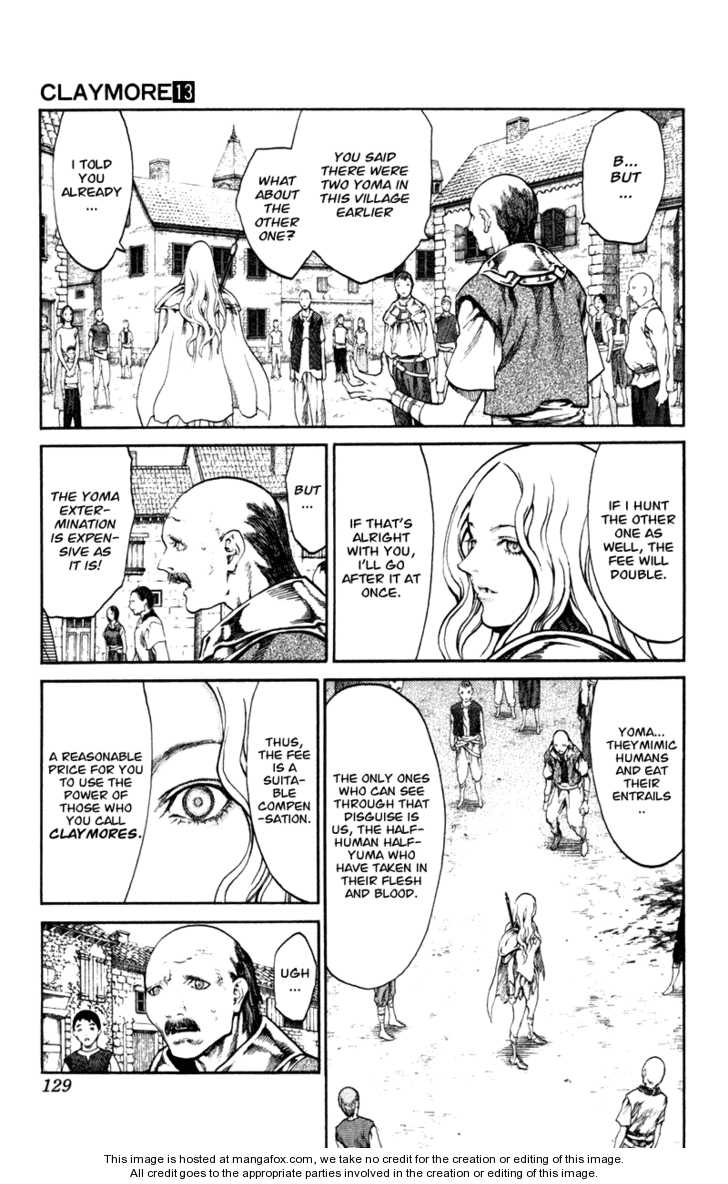 CLAYMORE 13
B...
BUT
...
YOU SAID
THERE WERE
TWO YOMA IN
THIS VILLAGE
EARLIER
WHAT
ABOUT
THE
OTHER
ONE?
I TOLD
YOU
ALREADY
...
IF I HUNT
THE OTHER
ONE AS
WELL, THE
FEE WILL
DOUBLE.
IF THAT'S
ALRIGHT
WITH YOU,
I'LL GO
AFTER IT AT
ONCE.
BUT
...
THE YOMA
EXTER-
MINATION
IS EXPEN-
SIVE AS
IT IS!
YOMA...
THEYMIMIC
HUMANS
AND EAT
THEIR
ENTRAILS
..
THE ONLY ONES
WHO CAN SEE
THROUGH THAT
DISGUISE IS
US, THE HALF-
HUMAN HALF-
YUMA WHO
HAVE TAKEN IN
THEIR FLESH
AND BLOOD.
THUS,
THE FEE
IS A
SUITA-
BLE
COMPEN
-SATION.
A REASONABLE
PRICE FOR YOU
TO USE THE
POWER OF
THOSE WHO
YOU CALL
CLAYMORES.
UGH
....
129
This image is hosted at mangafox.com, we take no credit for the creation or editing of this image.
All credit goes to the appropriate parties involved in the creation or editing of this image.